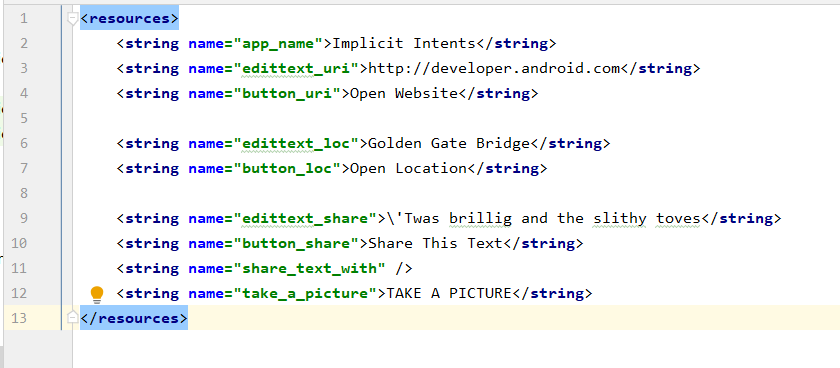 1 <resources>
2 <string name="app_name">Implicit Intents</string>
3 <string name="edittext_uri">http://developer.android.com</string>
4 <string name="button_uri">Open Website</string>
5
6 <string name="edittext_loc">Golden Gate Bridge</string>
7 <string name="button_loc">Open Location</string>
8
9 <string name="edittext_share">\'Twas brillig and the slithy toves</string>
10 <string name="button_share">Share This Text</string>
11 <string name="share_text_with" />
12 <string name="take_a_picture">TAKE A PICTURE</string>
13 </resources>